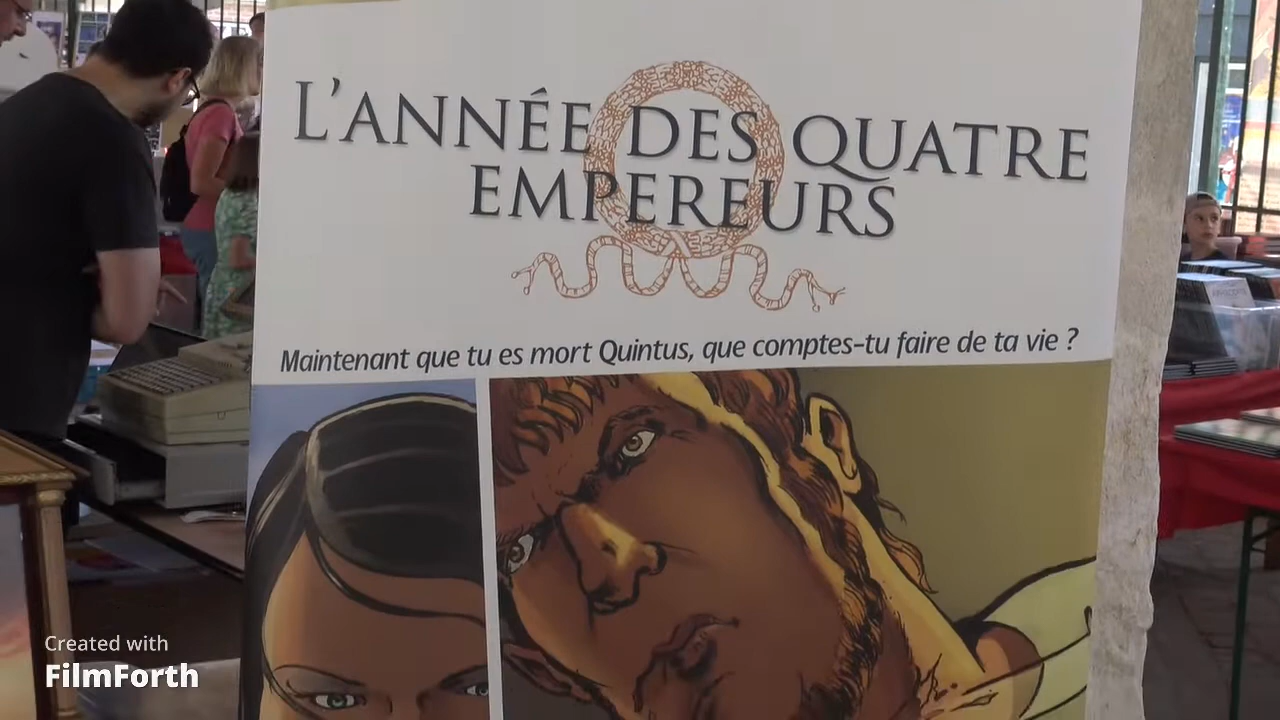 L'ANNÉE DES QUATRE
EMPEREURS
Maintenant que tu es mort Quintus, que comptes-tu faire de ta vie ?
Created with
FilmForth